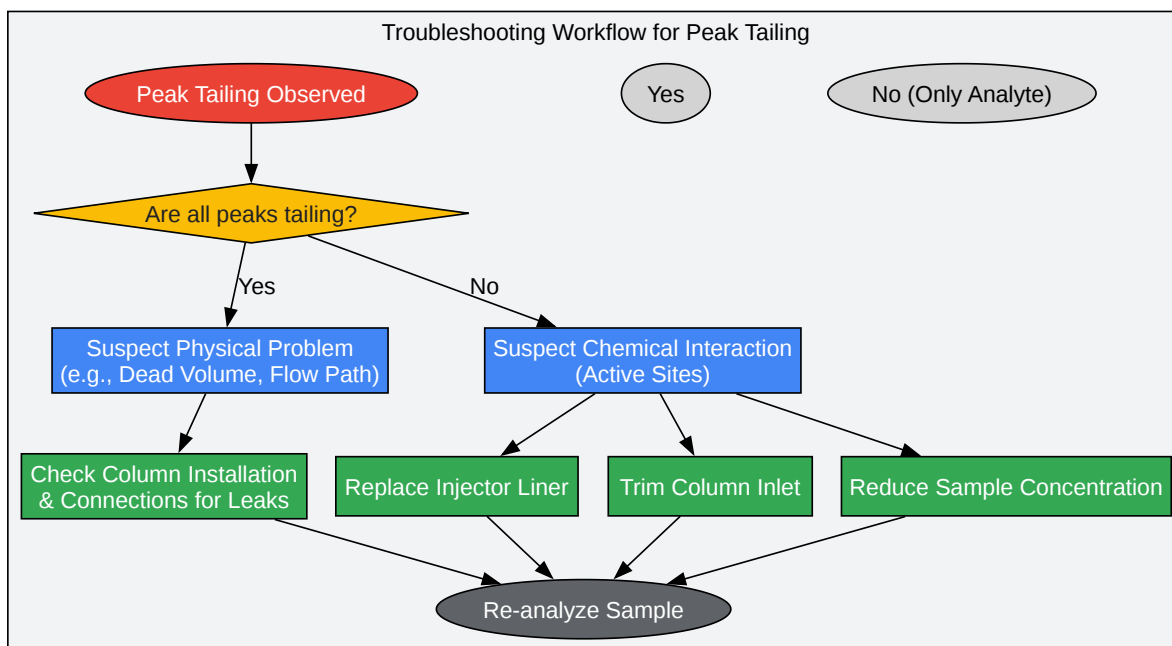 Troubleshooting Workflow for Peak Tailing
Peak Tailing Observed
Yes
No (Only Analyte)
Are all peaks tailing?
Yes
No
Suspect Physical Problem
(e.g., Dead Volume, Flow Path)
Suspect Chemical Interaction
(Active Sites)
Check Column Installation
& Connections for Leaks
Replace Injector Liner
Trim Column Inlet
Reduce Sample Concentration
Re-analyze Sample